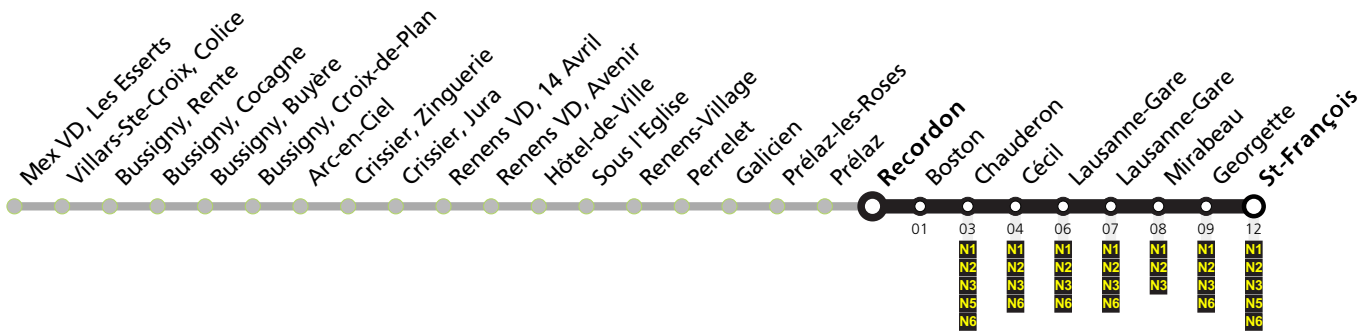 Mex VD, Les Esserts
Villars-Ste-Croix, Colice
Bussigny, Rente
Bussigny, Cocagne
Bussigny, Buyère
Bussigny, Croix-de-Plan
Arc-en-Ciel
Crissier, Zinguerie
Crissier, Jura
Renens VD, 14 Avril
Renens VD, Avenir
Hôtel-de-Ville
Sous l'Eglise
Renens-Village
Perrelet
Galicien
Prélaz-les-Roses
Prélaz
Recordon
Boston
Chauderon
Cécil
Lausanne-Gare
Lausanne-Gare
Mirabeau
Georgette
St-François
01 03 04 06 07 08 09 12
N1 N1 N1 N1 N1 N1 N1
N2 N2 N2 N2 N2 N2 N2
N3 N3 N3 N3 N3 N3 N3
N5 N6 N6 N6 N6 N5
N6 N6